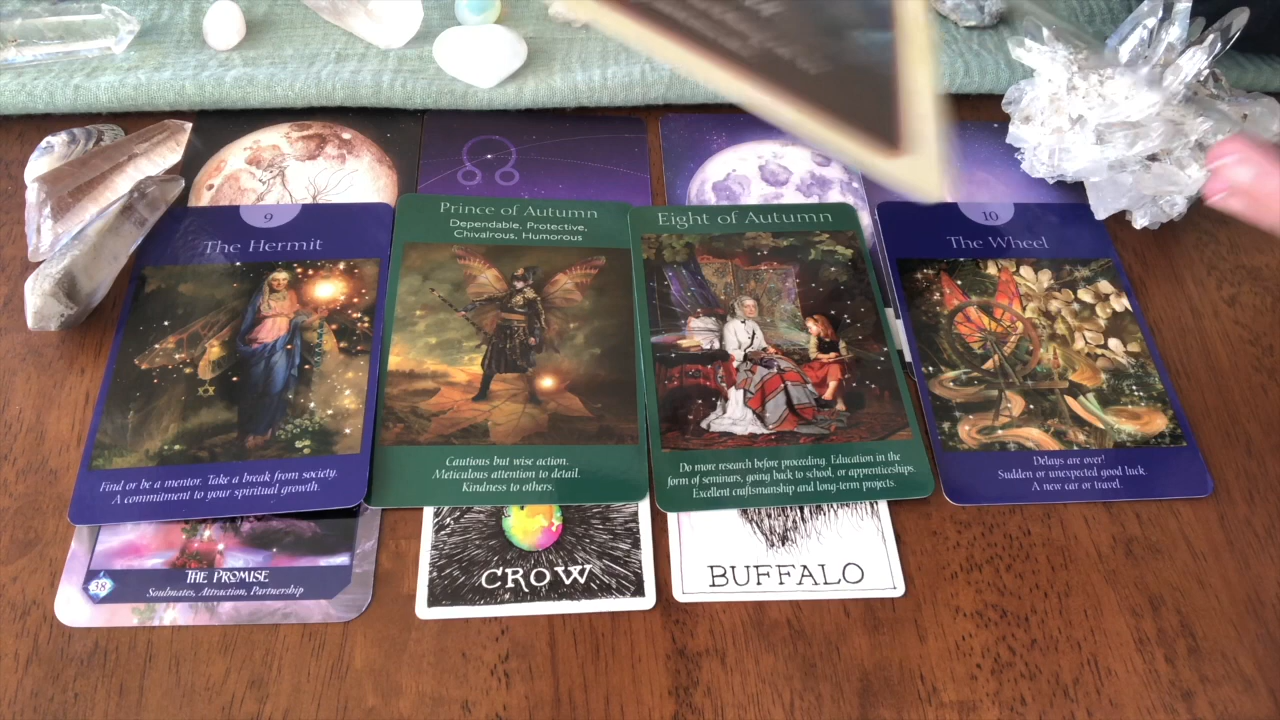 9
The Hermit
Find or be a mentor. Take a break from society.
A commitment to your spiritual growth.
Prince of Autumn
Dependable, Protective,
Chivalrous, Humorous
Cautious but wise action.
Meticulous attention to detail.
Kindness to others.
Eight of Autumn
Do more research before proceeding. Education in the
form of seminars, going back to school, or apprenticeships.
Excellent craftsmanship and long-term projects.
10
The Wheel
Delays are over!
Sudden or unexpected good luck.
A new car or travel.
38
THE PROMISE
Soulmates, Attraction, Partnership
CROW
BUFFALO